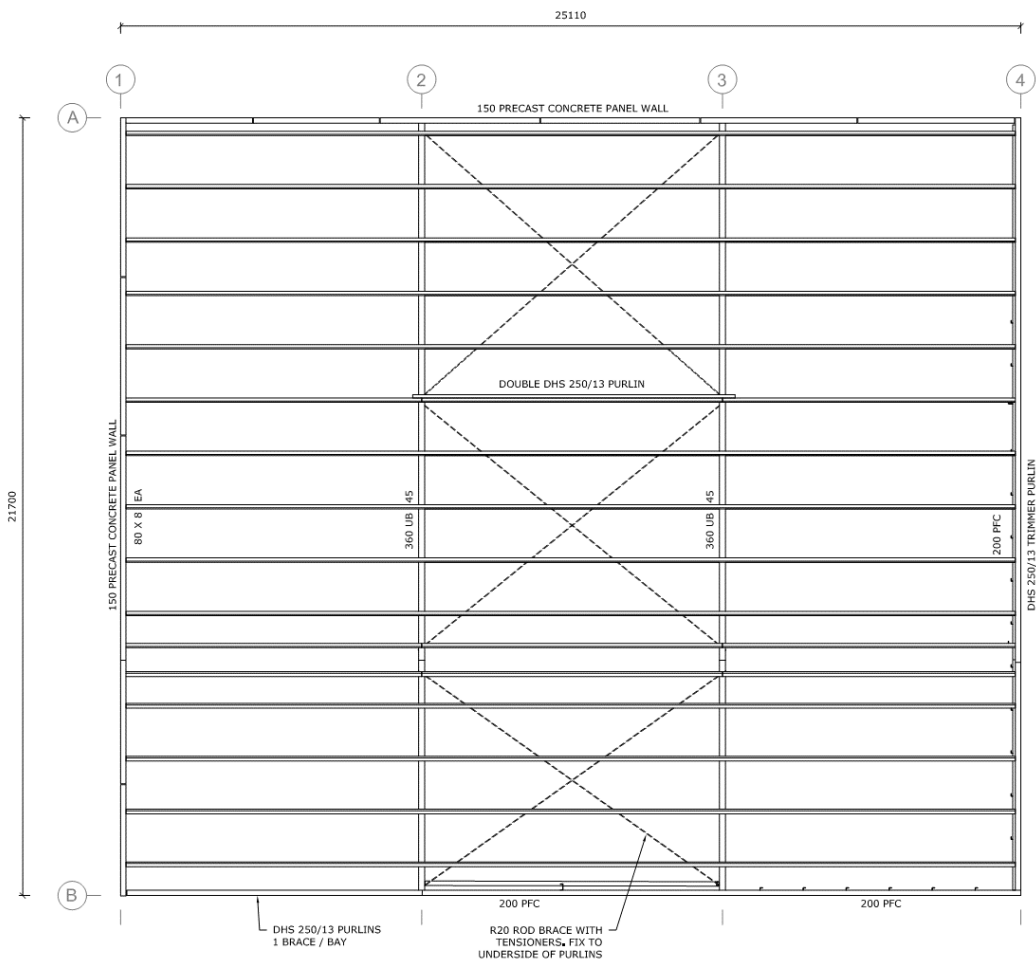 25110
1
2
3
4
A
150 PRECAST CONCRETE PANEL WALL
DOUBLE DHS 250/13 PURLIN
21700
150 PRECAST CONCRETE PANEL WALL
80 X 8 EA
360 UB 45
360 UB 45
200 PFC
DHS 250/13 TRIMMER PURLIN
B
200 PFC
200 PFC
DHS 250/13 PURLINS
1 BRACE / BAY
R20 ROD BRACE WITH
TENSIONERS. FIX TO
UNDERSIDE OF PURLINS